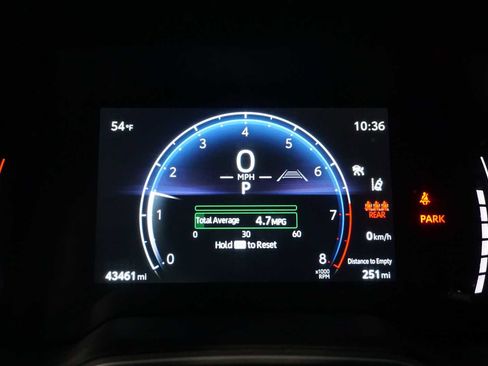 54°F
10:36
4
3
5
2
6
1
7
0
8
0
MPH
P
REAR
PARK
Total Average 4.7MPG
0 30 60
Hold to Reset
0km/h
x1000
RPM
Distance to Empty
43461 mi
251 mi